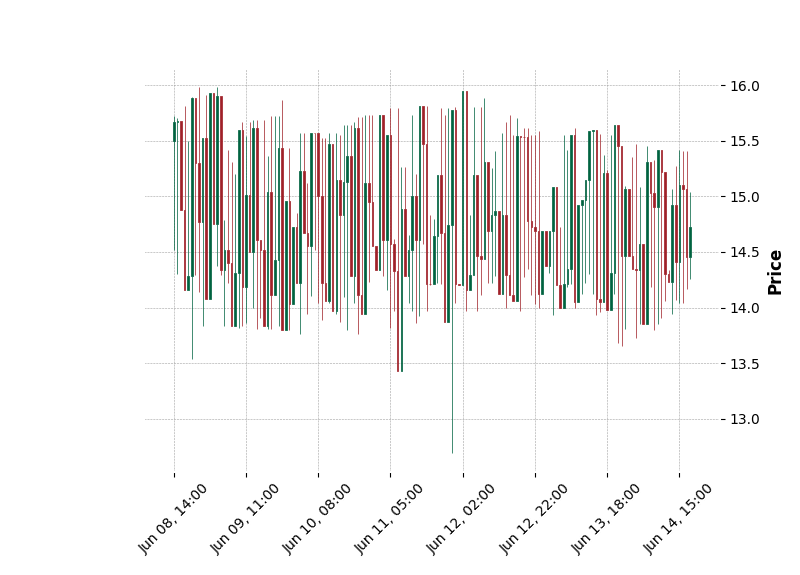 16.0
15.5
15.0
14.5
14.0
13.5
13.0
Price
Jun 08, 14:00
Jun 09, 11:00
Jun 10, 08:00
Jun 11, 05:00
Jun 12, 02:00
Jun 12, 22:00
Jun 13, 18:00
Jun 14, 15:00